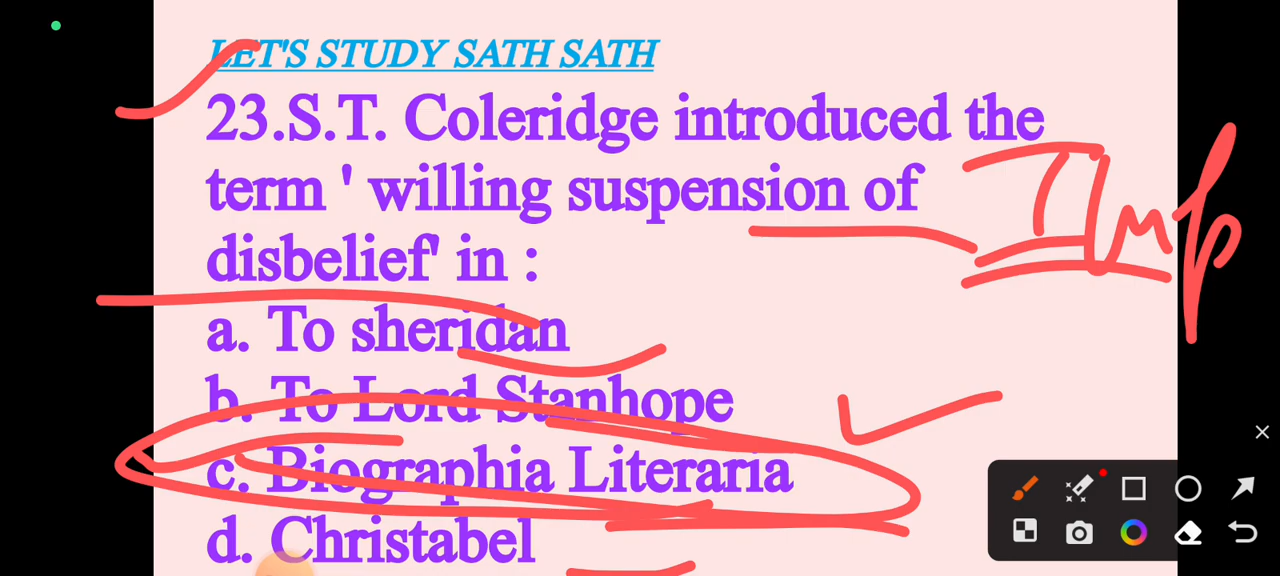 LET'S STUDY SATH SATH
23.S.T. Coleridge introduced the
term ' willing suspension of
disbelief' in :
Imp
a. To sheridan
b. To Lord Stanhope
c. Biographia Literaria
d. Christabel